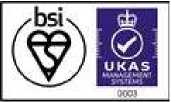 bsi
UKAS
MANAGEMENT
SYSTEMS
0003